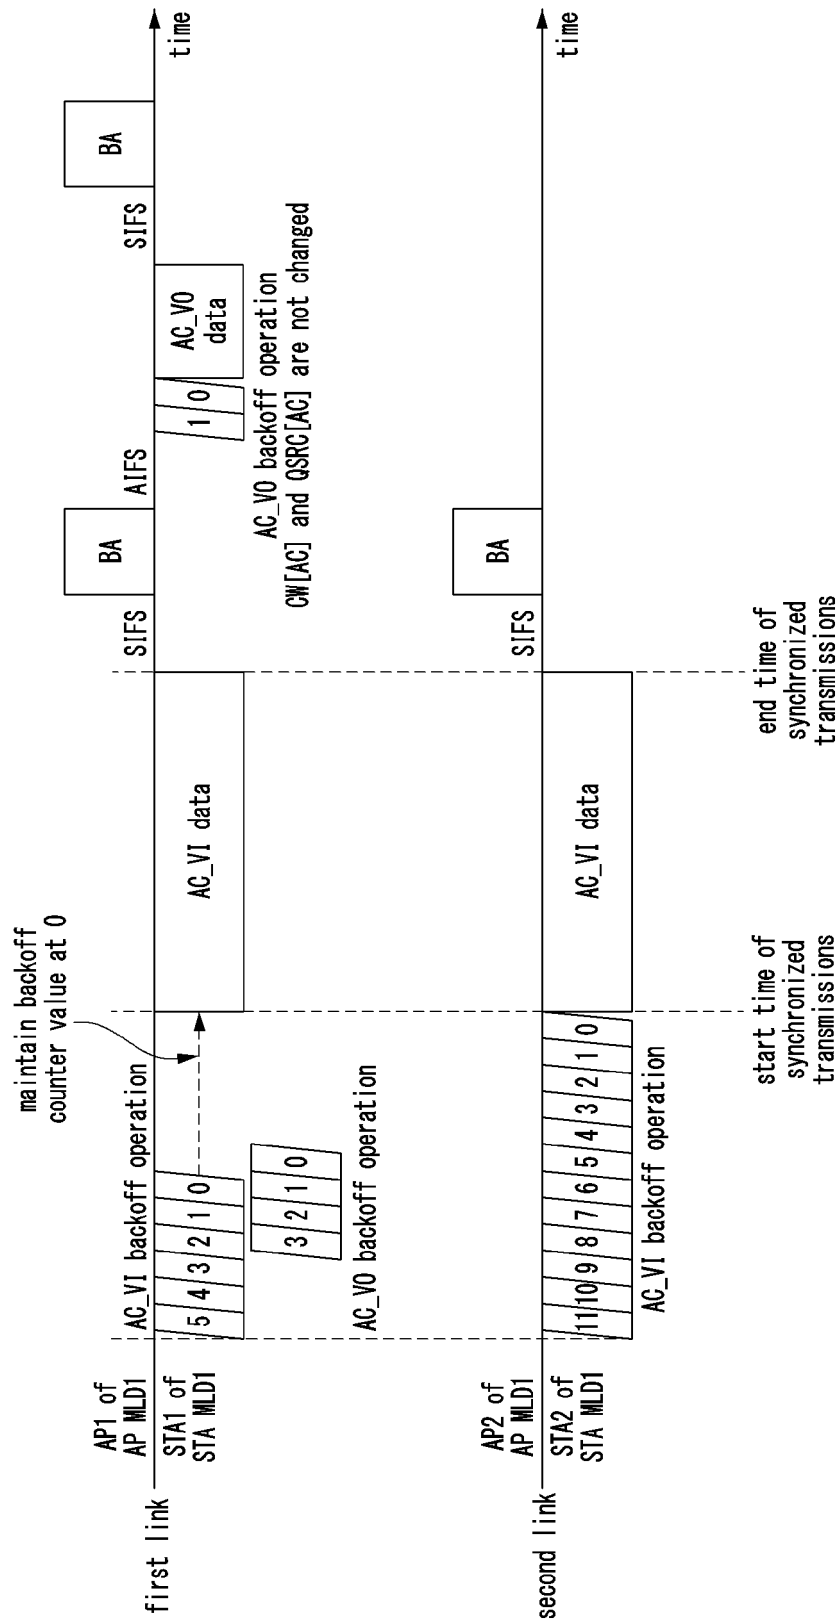 maintain backoff
counter value at 0
AP1 of
AP MLD1
AC_VI backoff operation
SIFS
BA
AIFS
SIFS
BA
first link
time
STA1 of
STA MLD1
5 4 3 2 1 0
AC_VI data
1 0
AC_VO
data
3 2 1 0
AC_VO backoff operation
AC_VO backoff operation
CW[AC] and QSRC[AC] are not changed
AP2 of
AP MLD1
SIFS
BA
second link
time
STA2 of
STA MLD1
11 10 9 8 7 6 5 4 3 2 1 0
AC_VI data
AC_VI backoff operation
start time of
synchronized
transmissions
end time of
synchronized
transmissions